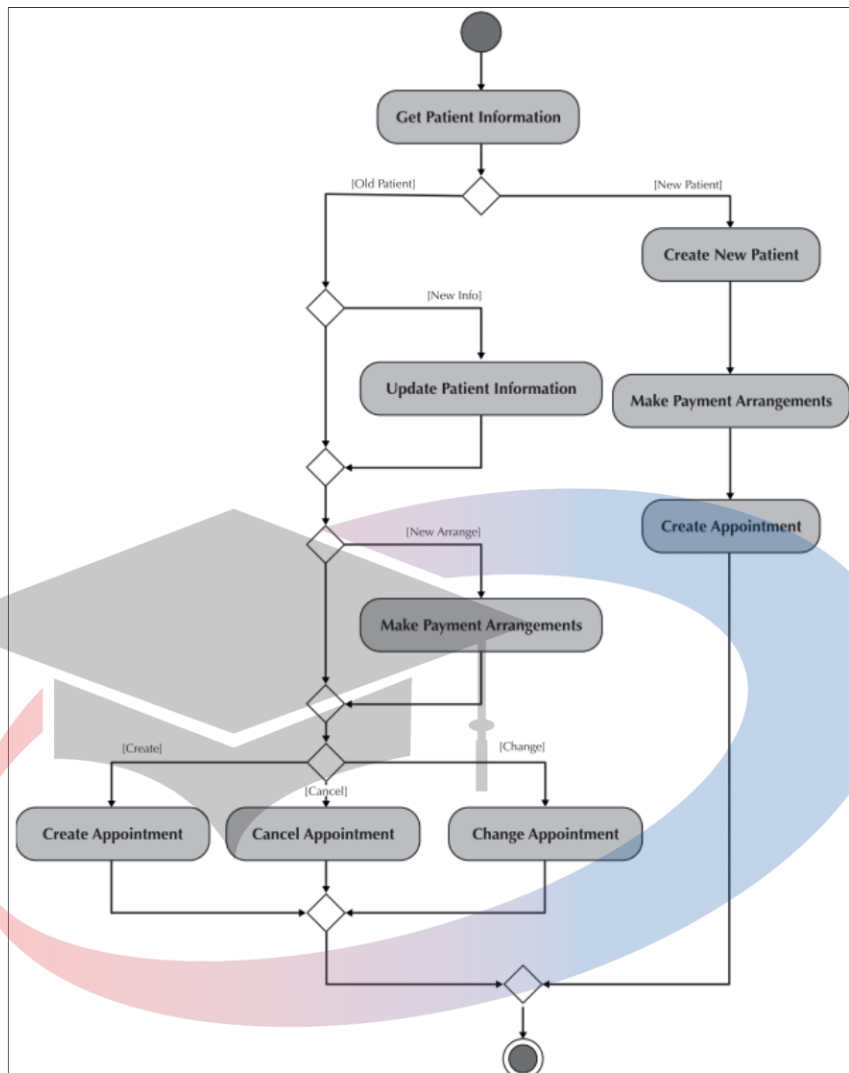 Get Patient Information
[Old Patient]
[New Patient]
Create New Patient
[New Info]
Update Patient Information
Make Payment Arrangements
Create Appointment
[New Arrange]
Make Payment Arrangements
[Create]
[Change]
[Cancel]
Create Appointment
Cancel Appointment
Change Appointment